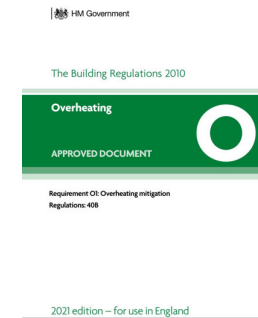 HM Government
The Building Regulations 2010
Overheating
O
APPROVED DOCUMENT
Requirement O1: Overheating mitigation
Regulations: 40B
2021 edition – for use in England